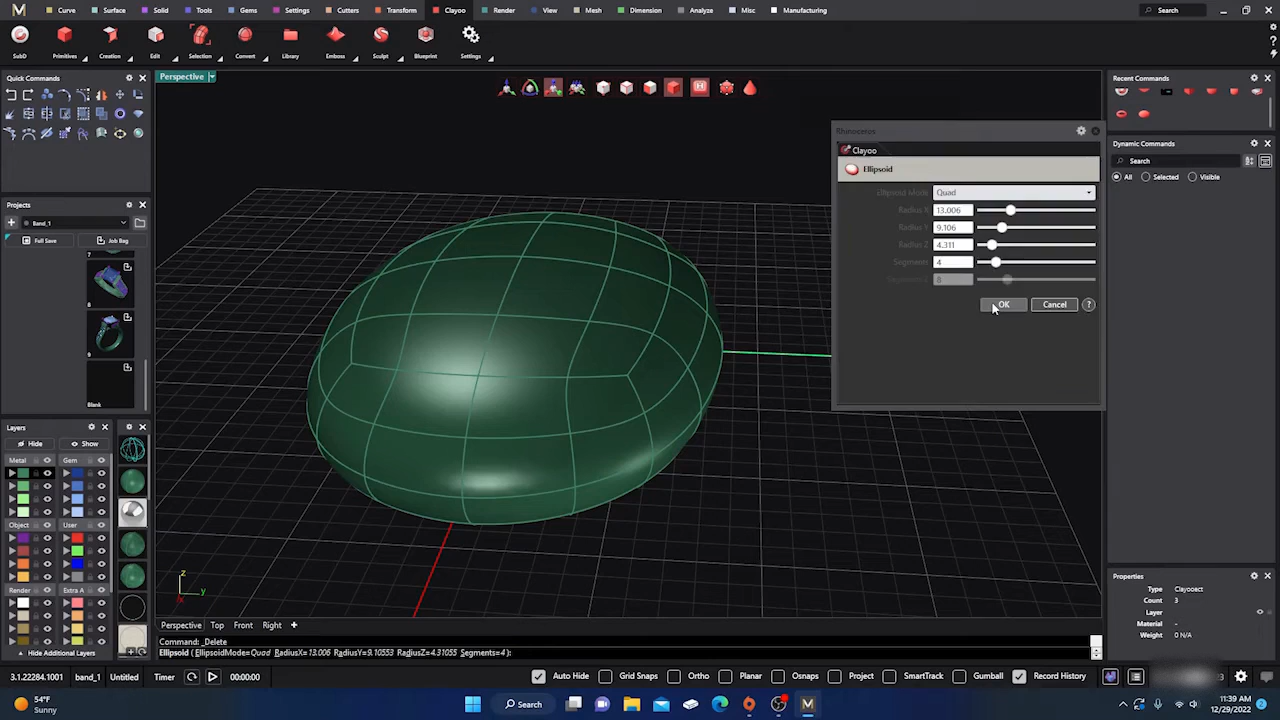 Surface Solid Tools Gems Settings Cutters Transform Clayoo Render View Mesh Dimension Analyze Misc Manufacturing Search
SubD Primitives Creation Edit Selection Convert Library Emboss Sculpt Blueprint Settings
Quick Commands
Perspective
Recent Commands
Rhinoceros
Clayoo
Ellipsoid
Ellipsoid Mode Quad
Radius X 13.006
Radius Y 9.106
Radius Z 4.311
Segments 4
8
OK Cancel ?
Dynamic Commands
Search
All Selected Visible
Projects
Band_1
Full Save Job Bag
7
8
9
Blank
Layers
Hide Show
Metal Gem
Object User
Render Extra A
Hide Additional Layers
z
y
x
Properties
Type Clayoo
Count 3
Layer
Material -
Weight 0 N/A
Perspective Top Front Right
Command: _Delete
Ellipsoid ( EllipsoidMode=Quad RadiusX=13.006 RadiusY=9.10553 RadiusZ=4.31055 Segments=4):
3.1.22284.1001 band_1 Untitled Timer 00:00:00 Auto Hide Grid Snaps Ortho Planar Osnaps Project SmartTrack Gumball Record History
54°F
Sunny
Search
11:39 AM
12/29/2022